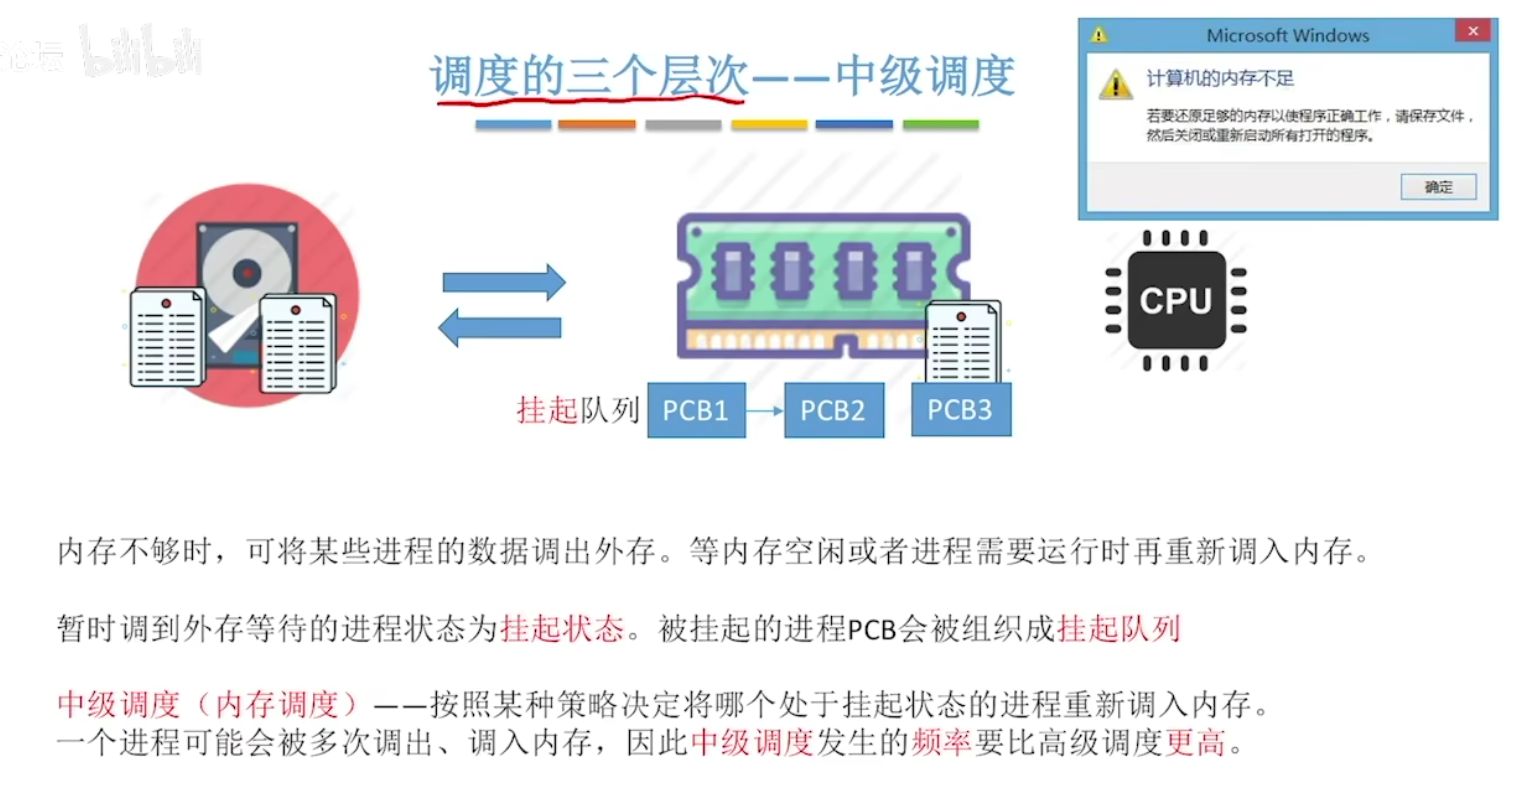 论坛 bilibili
调度的三个层次——中级调度
Microsoft Windows
计算机的内存不足
若要还原足够的内存以使程序正确工作，请保存文件，
然后关闭或重新启动所有打开的程序。
确定
CPU
挂起队列 PCB1 PCB2 PCB3
内存不够时，可将某些进程的数据调出外存。等内存空闲或者进程需要运行时再重新调入内存。
暂时调到外存等待的进程状态为挂起状态。被挂起的进程PCB会被组织成挂起队列
中级调度（内存调度）——按照某种策略决定将哪个处于挂起状态的进程重新调入内存。
一个进程可能会被多次调出、调入内存，因此中级调度发生的频率要比高级调度更高。